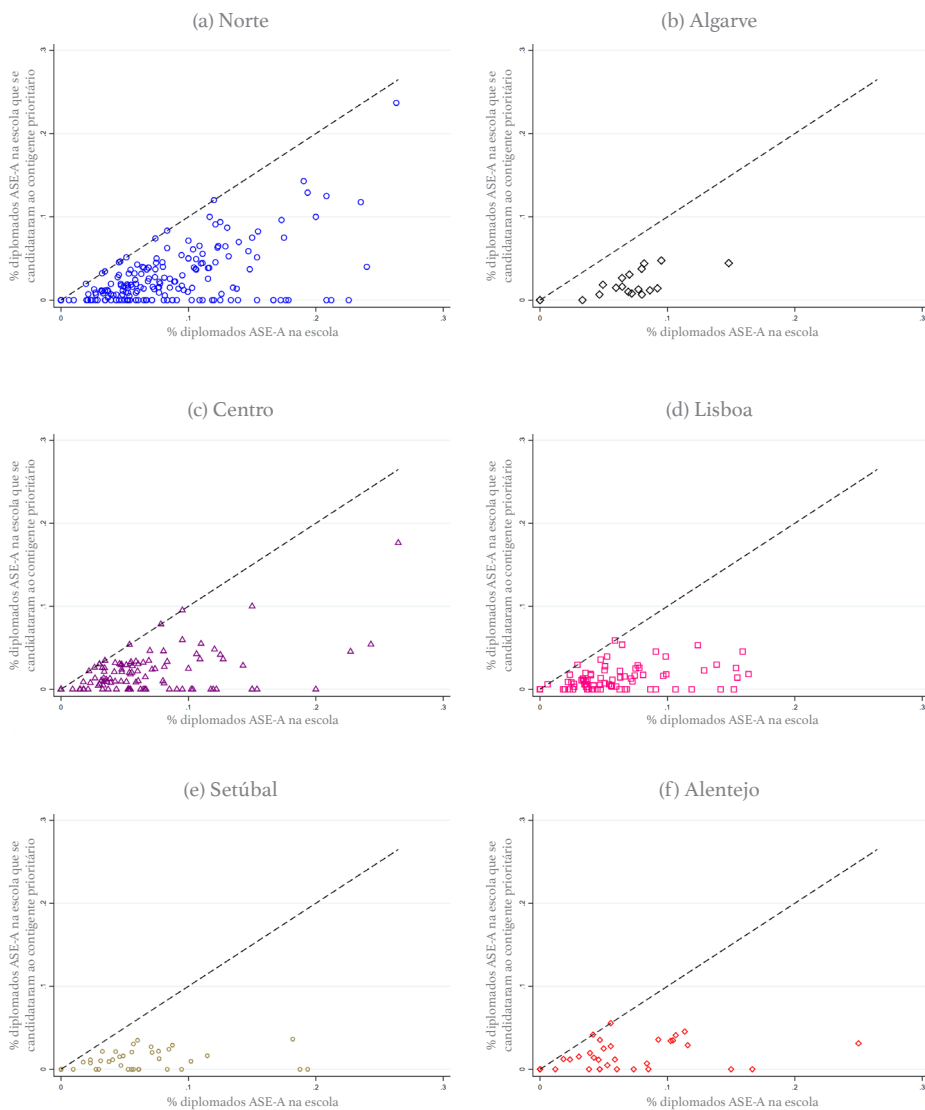 (a) Norte
% diplomados ASE-A na escola que se
candidataram ao contigente prioritário
.3
.2
.1
0
0
.1
.2
.3
% diplomados ASE-A na escola
(b) Algarve
% diplomados ASE-A na escola que se
candidataram ao contigente prioritário
.3
.2
.1
0
0
.1
.2
.3
% diplomados ASE-A na escola
(c) Centro
% diplomados ASE-A na escola que se
candidataram ao contigente prioritário
.3
.2
.1
0
0
.1
.2
.3
% diplomados ASE-A na escola
(d) Lisboa
% diplomados ASE-A na escola que se
candidataram ao contigente prioritário
.3
.2
.1
0
0
.1
.2
.3
% diplomados ASE-A na escola
(e) Setúbal
% diplomados ASE-A na escola que se
candidataram ao contigente prioritário
.3
.2
.1
0
0
.1
.2
.3
% diplomados ASE-A na escola
(f) Alentejo
% diplomados ASE-A na escola que se
candidataram ao contigente prioritário
.3
.2
.1
0
0
.1
.2
.3
% diplomados ASE-A na escola